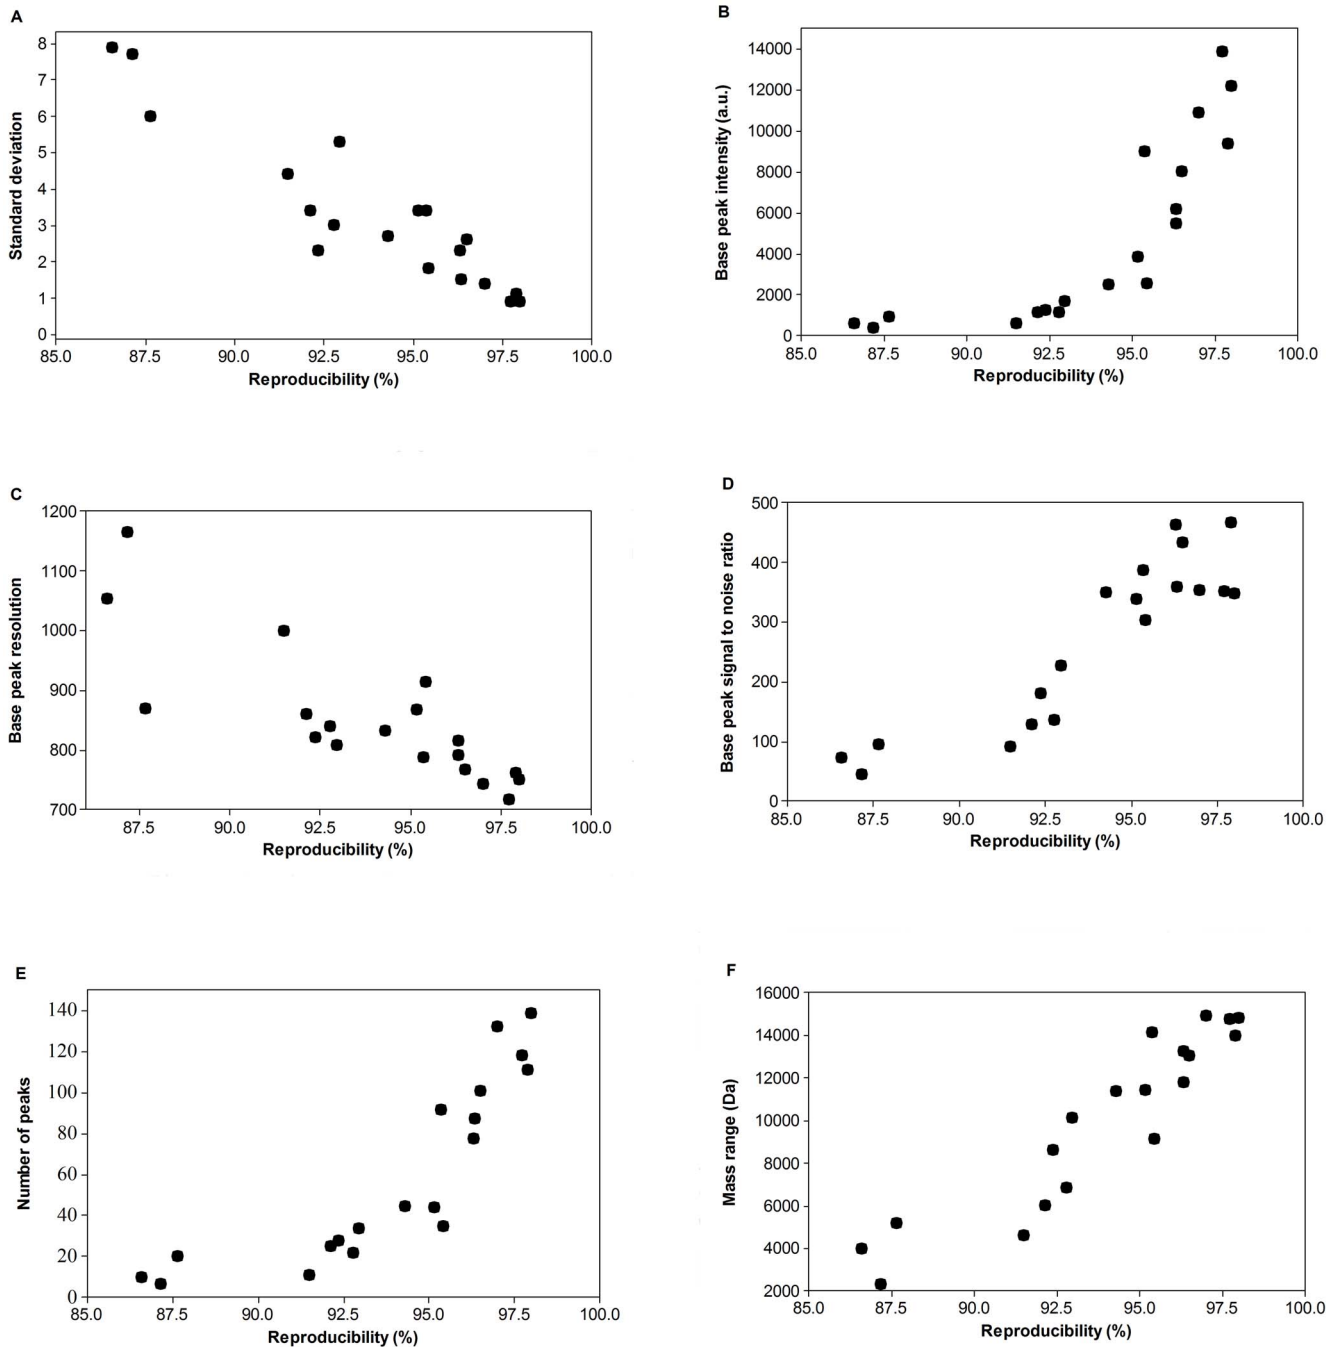 A
8
7
6
5
4
3
2
1
0
Standard deviation
85.0 87.5 90.0 92.5 95.0 97.5 100.0
Reproducibility (%)
B
14000
12000
10000
8000
6000
4000
2000
0
Base peak intensity (a.u.)
85.0 87.5 90.0 92.5 95.0 97.5 100.0
Reproducibility (%)
C
1200
1100
1000
900
800
700
Base peak resolution
87.5 90.0 92.5 95.0 97.5 100.0
Reproducibility (%)
D
500
400
300
200
100
0
Base peak signal to noise ratio
85.0 87.5 90.0 92.5 95.0 97.5 100.0
Reproducibility (%)
E
140
120
100
80
60
40
20
0
Number of peaks
85.0 87.5 90.0 92.5 95.0 97.5 100.0
Reproducibility (%)
F
16000
14000
12000
10000
8000
6000
4000
2000
Mass range (Da)
85.0 87.5 90.0 92.5 95.0 97.5 100.0
Reproducibility (%)